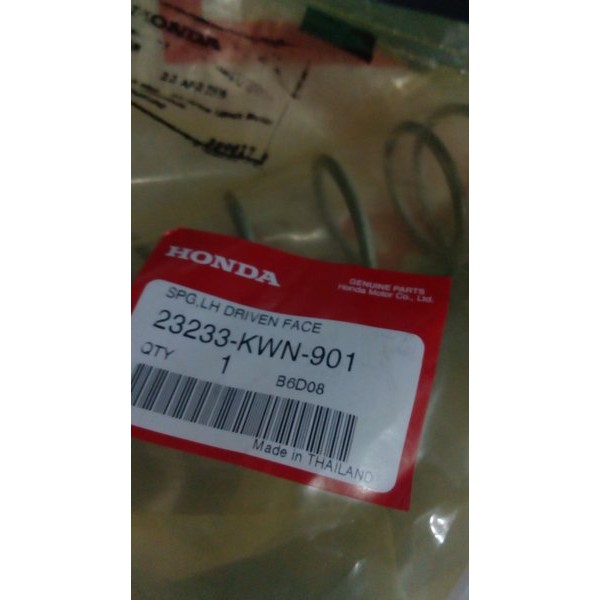 HONDA
HONDA
GENUINE PARTS
Honda Motor Co., Ltd.
SPG,LH DRIVEN FACE
23233-KWN-901
QTY 1 B6D08
Made in THAILAND